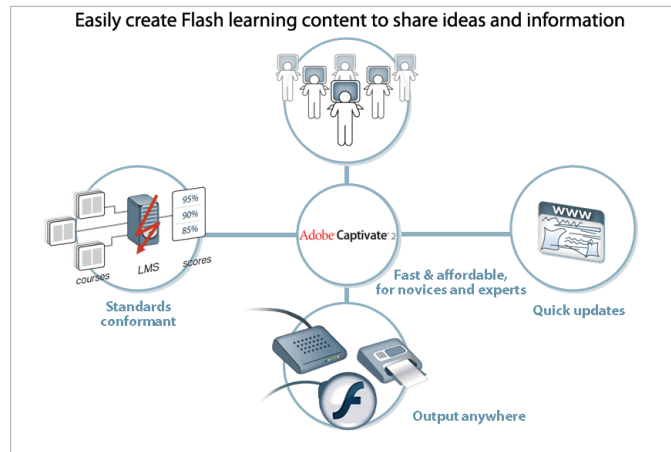 Easily create Flash learning content to share ideas and information
95%
90%
85%
courses
LMS
scores
Standards
conformant
Adobe Captivate™ 2
WWW
Fast & affordable,
for novices and experts
Quick updates
Output anywhere